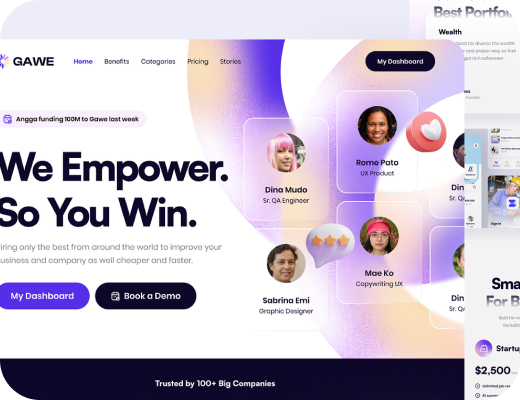 GAWE
Home
Benefits
Categories
Pricing
Stories
My Dashboard
Angga funding 100M to Gawe last week
We Empower.
So You Win.
iring only the best from around the world to improve your
usiness and company as well cheaper and faster.
My Dashboard
Book a Demo
Dina Mudo
Sr. QA Engineer
Rome Pato
UX Product
Sabrina Emi
Graphic Designer
Mae Ko
Copywriting UX
Din
Sr. Q
Din
Sr. Q
Trusted by 100+ Big Companies
Best Portfo
Wealth
Sma
For B
Startup
$2,500